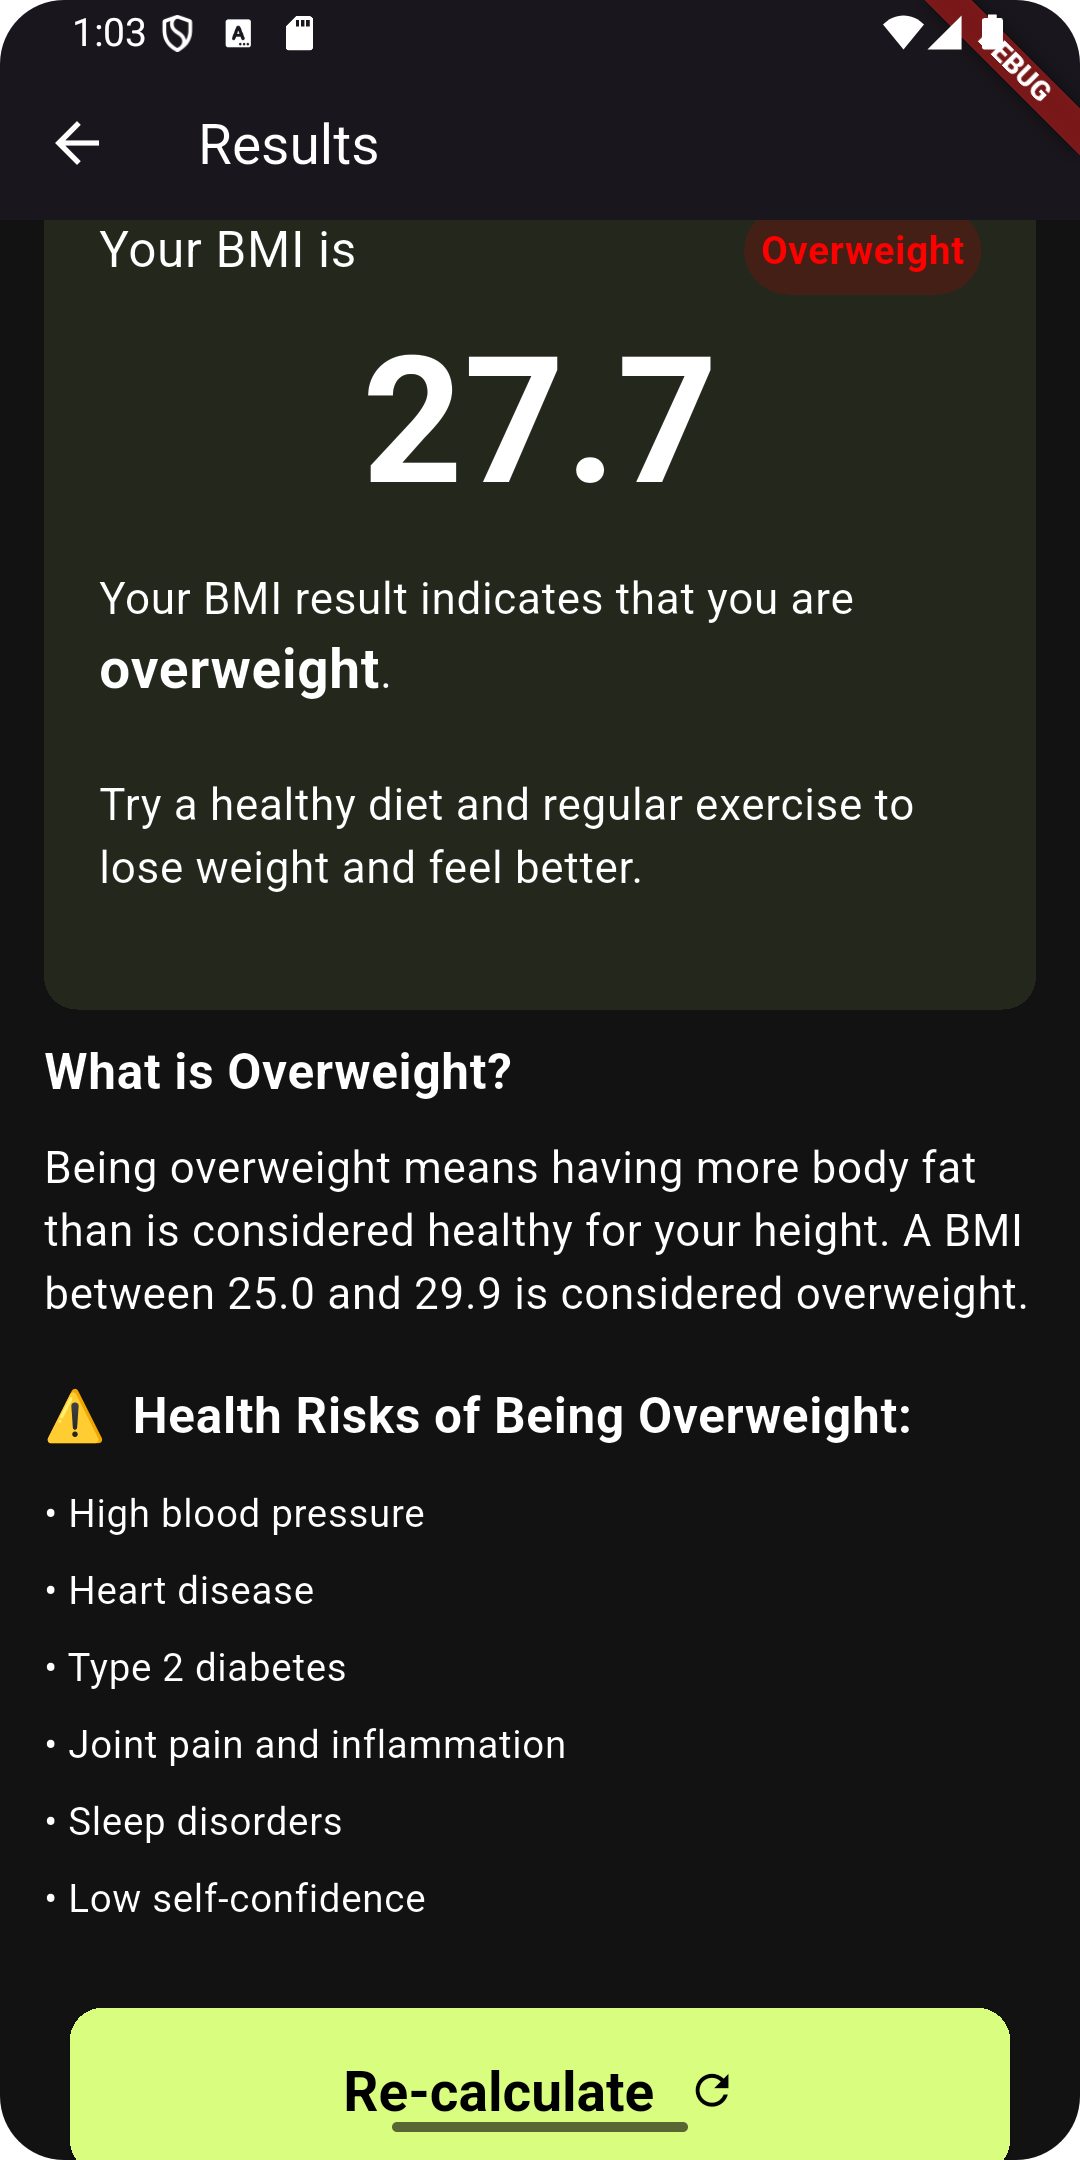 1:03
A
EBUG
Results
Your BMI is
Overweight
27.7
Your BMI result indicates that you are
overweight.
Try a healthy diet and regular exercise to
lose weight and feel better.
What is Overweight?
Being overweight means having more body fat
than is considered healthy for your height. A BMI
between 25.0 and 29.9 is considered overweight.
⚠️ Health Risks of Being Overweight:
• High blood pressure
• Heart disease
• Type 2 diabetes
• Joint pain and inflammation
• Sleep disorders
• Low self-confidence
Re-calculate